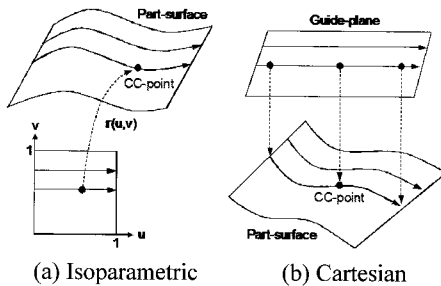 Part-surface
CC-point
r(u,v)
v
1
1
u
(a) Isoparametric
Guide-plane
CC-point
Part-surface
(b) Cartesian